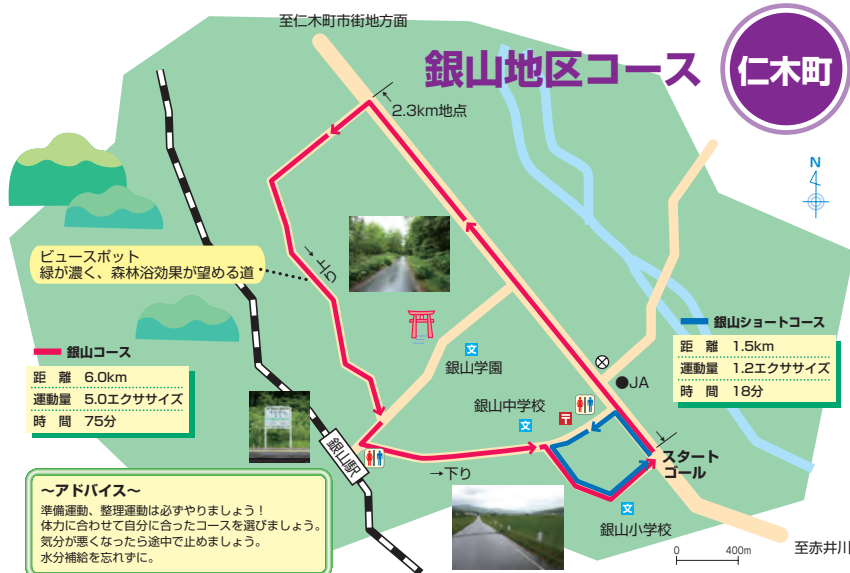 至仁木町市街地方面
銀山地区コース
仁木町
2.3km地点
N
ビュースポット
緑が濃く、森林浴効果が望める道
→上り
銀山コース
距 離 6.0km
運動量 5.0エクササイズ
時 間 75分
銀山ショートコース
距 離 1.5km
運動量 1.2エクササイズ
時 間 18分
文
銀山学園
JA
銀山中学校
文
〒
銀山駅
→下り
スタート
ゴール
文
銀山小学校
至赤井川
0 400m
~アドバイス~
準備運動、整理運動は必ずやりましょう!
体力に合わせて自分に合ったコースを選びましょう。
気分が悪くなったら途中で止めましょう。
水分補給を忘れずに。